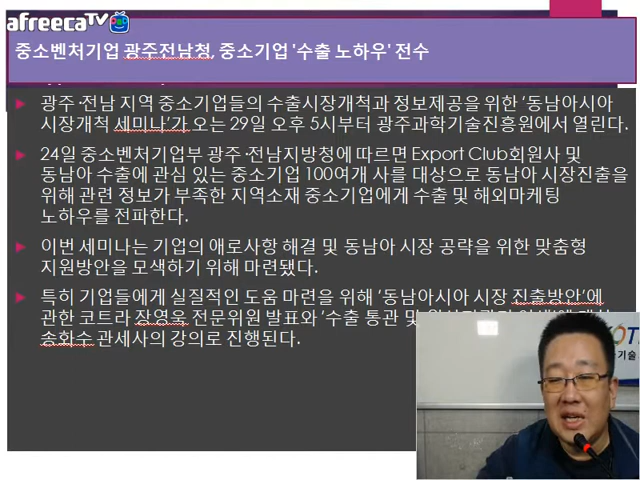 afreecaTV
중소벤처기업 광주전남청, 중소기업 '수출 노하우' 전수
광주·전남 지역 중소기업들의 수출시장개척과 정보제공을 위한 '동남아시아
시장개척 세미나'가 오는 29일 오후 5시부터 광주과학기술진흥원에서 열린다.
24일 중소벤처기업부 광주·전남지방청에 따르면 Export Club회원사 및
동남아 수출에 관심 있는 중소기업 100여개 사를 대상으로 동남아 시장진출을
위해 관련 정보가 부족한 지역소재 중소기업에게 수출 및 해외마케팅
노하우를 전파한다.
이번 세미나는 기업의 애로사항 해결 및 동남아 시장 공략을 위한 맞춤형
지원방안을 모색하기 위해 마련됐다.
특히 기업들에게 실질적인 도움 마련을 위해 '동남아시아 시장 진출방안'에
관한 코트라 장영욱 전문위원 발표와 '수출 통관 및
송화수 관세사의 강의로 진행된다.
기술